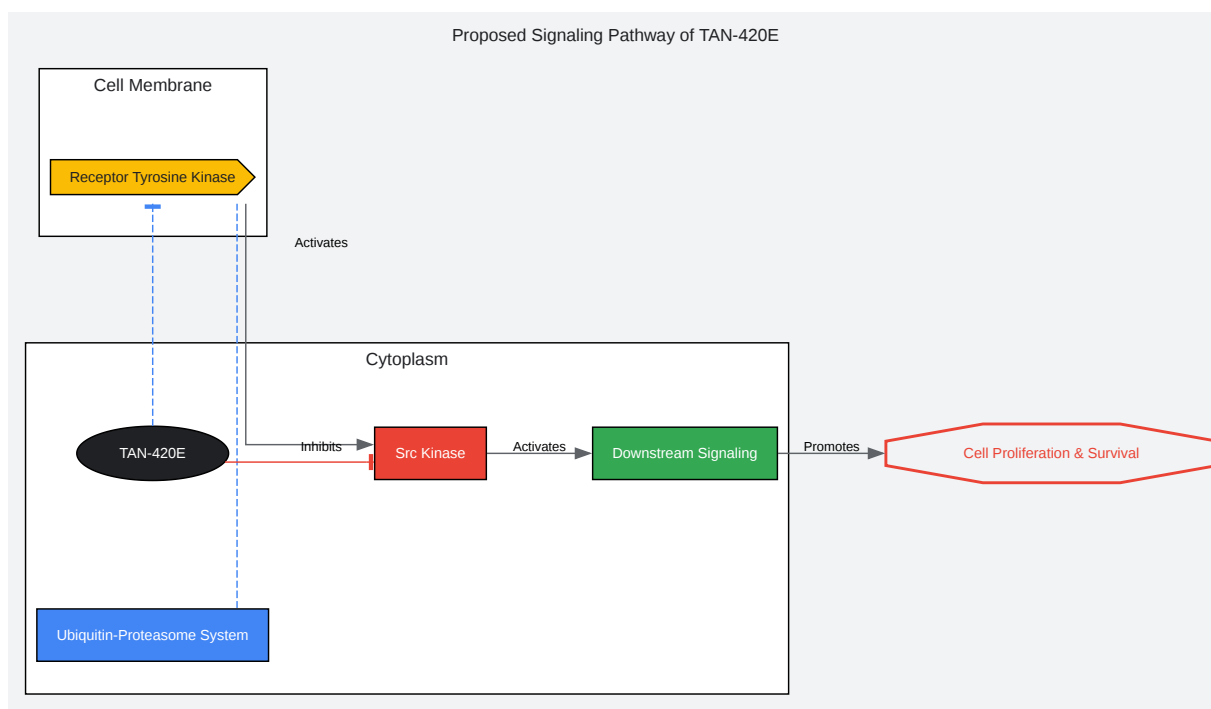 Proposed Signaling Pathway of TAN-420E
Cell Membrane
Receptor Tyrosine Kinase
Activates
Cytoplasm
TAN-420E
Inhibits
Src Kinase
Activates
Downstream Signaling
Promotes
Cell Proliferation & Survival
Ubiquitin-Proteasome System